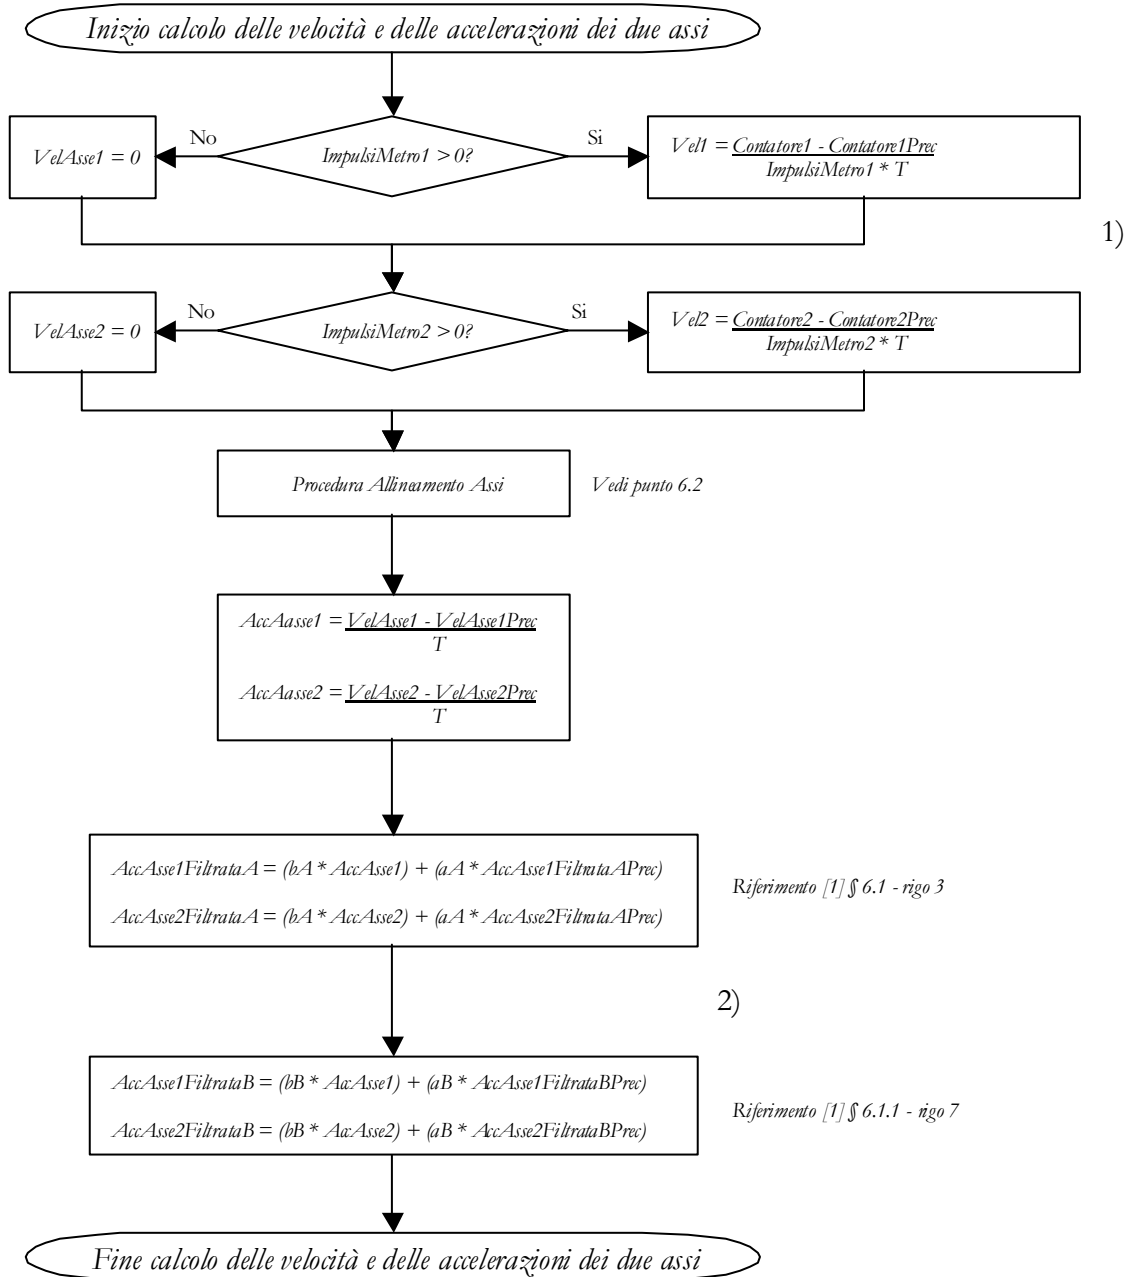 Inizio calcolo delle velocità e delle accelerazioni dei due assi
No
Si
VelAsse1 = 0
ImpulsiMetro1 > 0?
Vel1 = Contatore1 - Contatore1Prec
ImpulsiMetro1 * T
1)
No
Si
VelAsse2 = 0
ImpulsiMetro2 > 0?
Vel2 = Contatore2 - Contatore2Prec
ImpulsiMetro2 * T
Procedura Allineamento Assi
Vedi punto 6.2
AccAasse1 = VelAsse1 - VelAsse1Prec
T
AccAasse2 = VelAsse2 - VelAsse2Prec
T
AccAsse1FiltrataA = (bA * AccAsse1) + (aA * AccAsse1FiltrataAPrec)
Riferimento [1] § 6.1 - rigo 3
AccAsse2FiltrataA = (bA * AccAsse2) + (aA * AccAsse2FiltrataAPrec)
2)
AccAsse1FiltrataB = (bB * AccAsse1) + (aB * AccAsse1FiltrataBPrec)
Riferimento [1] § 6.1.1 - rigo 7
AccAsse2FiltrataB = (bB * AccAsse2) + (aB * AccAsse2FiltrataBPrec)
Fine calcolo delle velocità e delle accelerazioni dei due assi